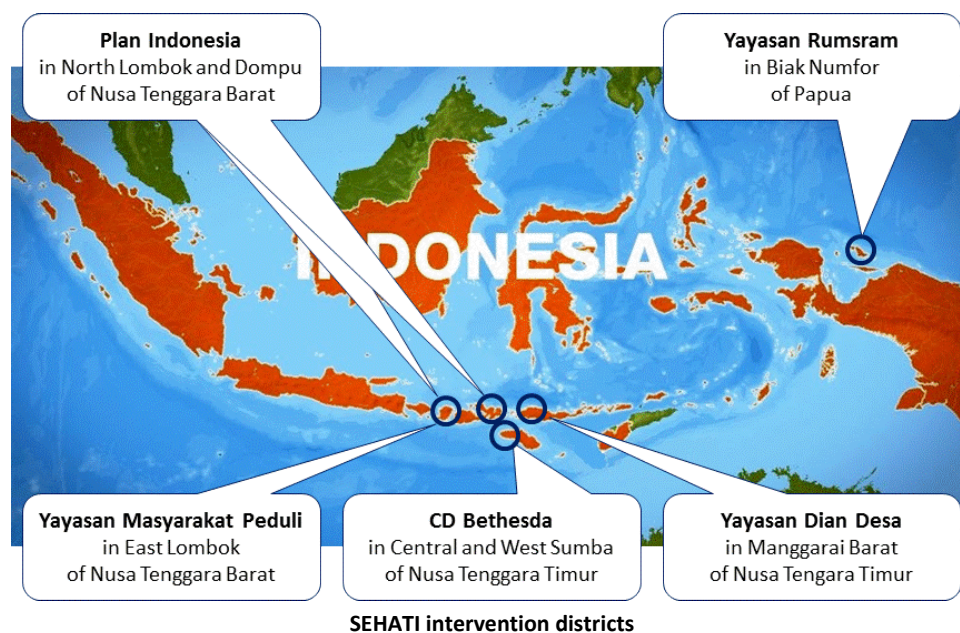 Plan Indonesia
in North Lombok and Dompu
of Nusa Tenggara Barat
Yayasan Rumsram
in Biak Numfor
of Papua
INDONESIA
Yayasan Masyarakat Peduli
in East Lombok
of Nusa Tenggara Barat
CD Bethesda
in Central and West Sumba
of Nusa Tenggara Timur
Yayasan Dian Desa
in Manggarai Barat
of Nusa Tengara Timur
SEHATI intervention districts